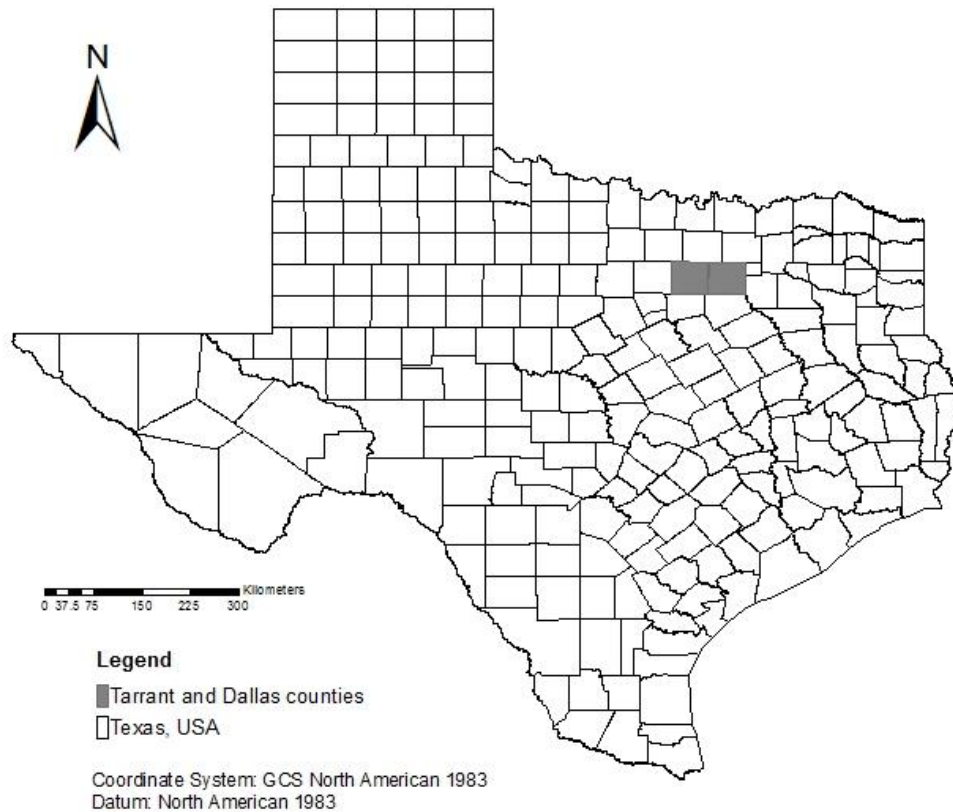 N
Kilometers
0 37.5 75 150 225 300
Legend
Tarrant and Dallas counties
Texas, USA
Coordinate System: GCS North American 1983
Datum: North American 1983